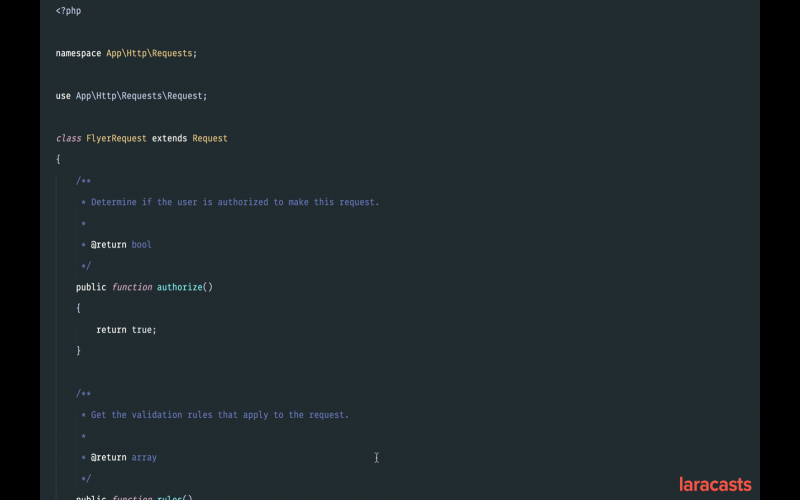 <?php
namespace App\Http\Requests;
use App\Http\Requests\Request;
class FlyerRequest extends Request
{
/**
* Determine if the user is authorized to make this request.
*
* @return bool
*/
public function authorize()
{
return true;
}
/**
* Get the validation rules that apply to the request.
*
* @return array
*/
public function rules()
laracasts